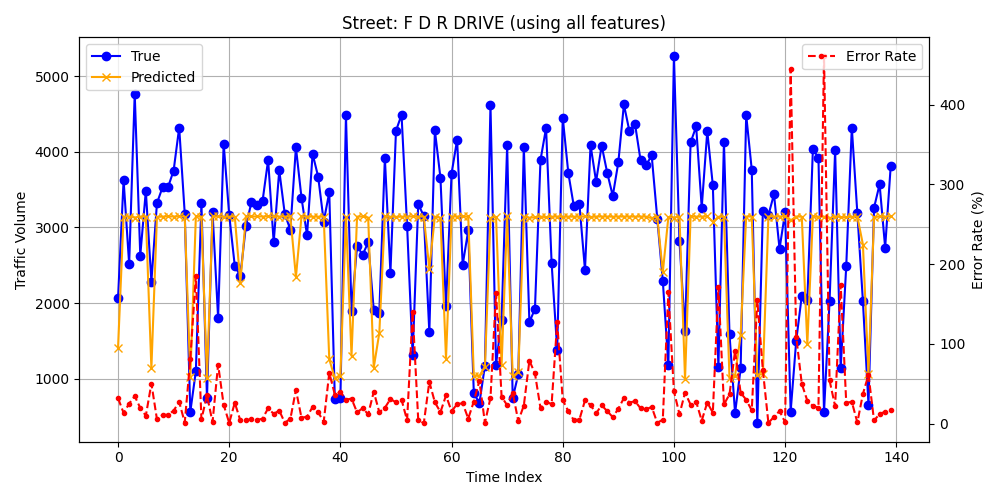 Street: F D R DRIVE (using all features)
True
Predicted
Error Rate
Traffic Volume
5000
4000
3000
2000
1000
Error Rate (%)
400
300
200
100
0
0 20 40 60 80 100 120 140
Time Index